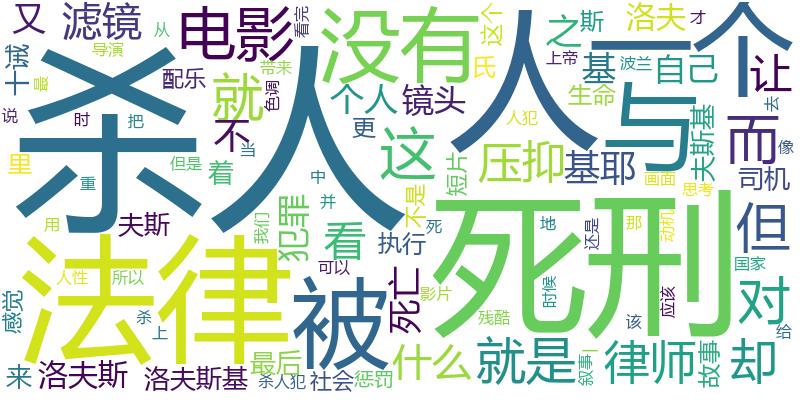 又
滤镜
从
电影
看完
没有
人
这个
之
斯
洛夫
才
一个
十诫
导演
最
配乐
就
带来
色调
氏
上帝
基
波兰
自己
让
说
时
把
不
个人
镜头
更
生命
与
去
而
里
杀人
但是
当
着
重
中
并
这
压抑
基耶
短片
人犯
画面
夫斯基
思考
司机
像
夫斯
用
我们
犯罪
看
不是
执行
死
死刑
地
还是
那
动机
但
感觉
人性
所以
法律
可以
被
死亡
影片
残酷
时候
该
国家
应该
对
给
杀
上
来
洛夫斯
洛夫斯基
最后
杀人犯
社会
惩罚
什么
就是
叙事
律师
故事
却